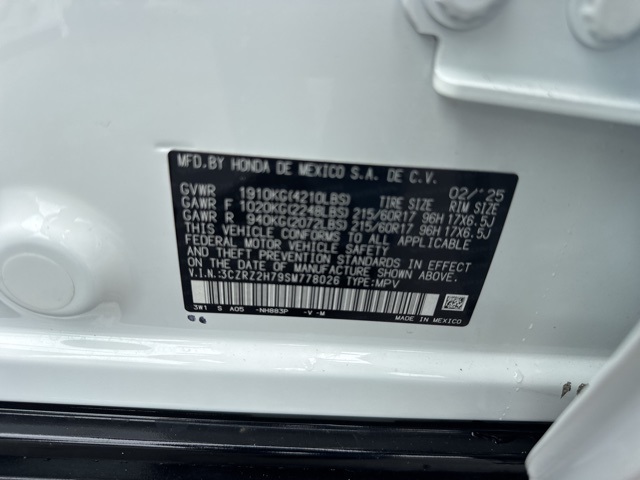 MFD.BY HONDA DE MEXICO S.A. DE C.V.
GVWR 1910KG(4210LBS) TIRE SIZE 02/'25
GAWR F 1020KG(2248LBS) 215/60R17 96H RIM SIZE 17X6.5J
GAWR R 940KG(2072LBS) 215/60R17 96H 17X6.5J
THIS VEHICLE CONFORMS TO ALL APPLICABLE
FEDERAL MOTOR VEHICLE SAFETY AND
THEFT PREVENTION STANDARDS IN EFFECT
ON THE DATE OF MANUFACTURE SHOWN ABOVE.
V.I.N.:3CZRZ2H79SM778026 TYPE:MPV
3W1 S A05 -NH883P -V -M MADE IN MEXICO